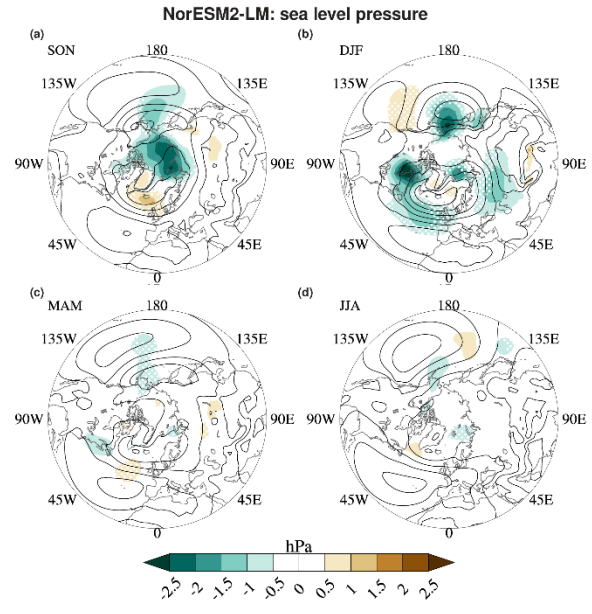 NorESM2-LM: sea level pressure
(a) SON 180
135W 135E
90W 90E
45W 45E
0
(b) DJF 180
135W 135E
90W 90E
45W 45E
0
(c) MAM 180
135W 135E
90W 90E
45W 45E
0
(d) JJA 180
135W 135E
90W 90E
45W 45E
0
hPa
-2.5 -2 -1.5 -1 -0.5 0 0.5 1 1.5 2 2.5